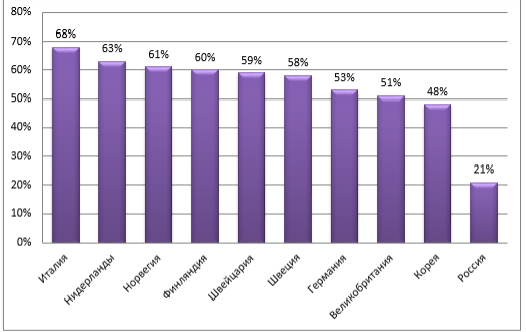 80%
70%
60%
50%
40%
30%
20%
10%
0%
68%
63%
61%
60%
59%
58%
53%
51%
48%
21%
Италия
Нидерланды
Норвегия
Финляндия
Швейцария
Швеция
Германия
Великобритания
Корея
Россия